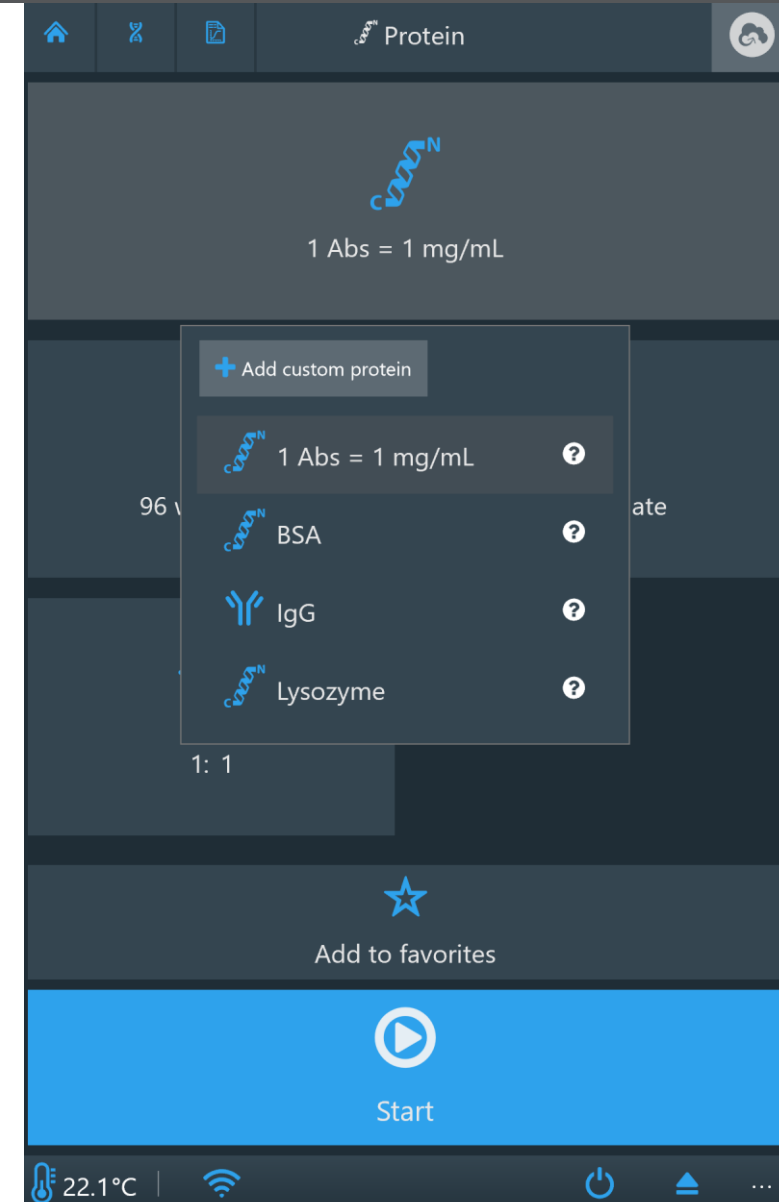 Protein
N
C
1 Abs = 1 mg/mL
Add custom protein
1 Abs = 1 mg/mL
BSA
IgG
Lysozyme
96
ate
1: 1
Add to favorites
Start
22.1°C
...